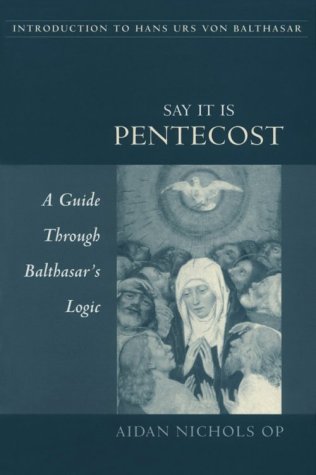 INTRODUCTION TO HANS URS VON BALTHASAR
SAY IT IS
PENTECOST
A Guide
Through
Balthasar's
Logic
AIDAN NICHOLS OP